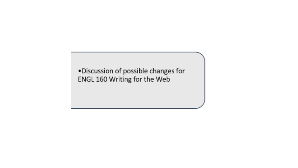 •Discussion of possible changes for
ENGL 160 Writing for the Web